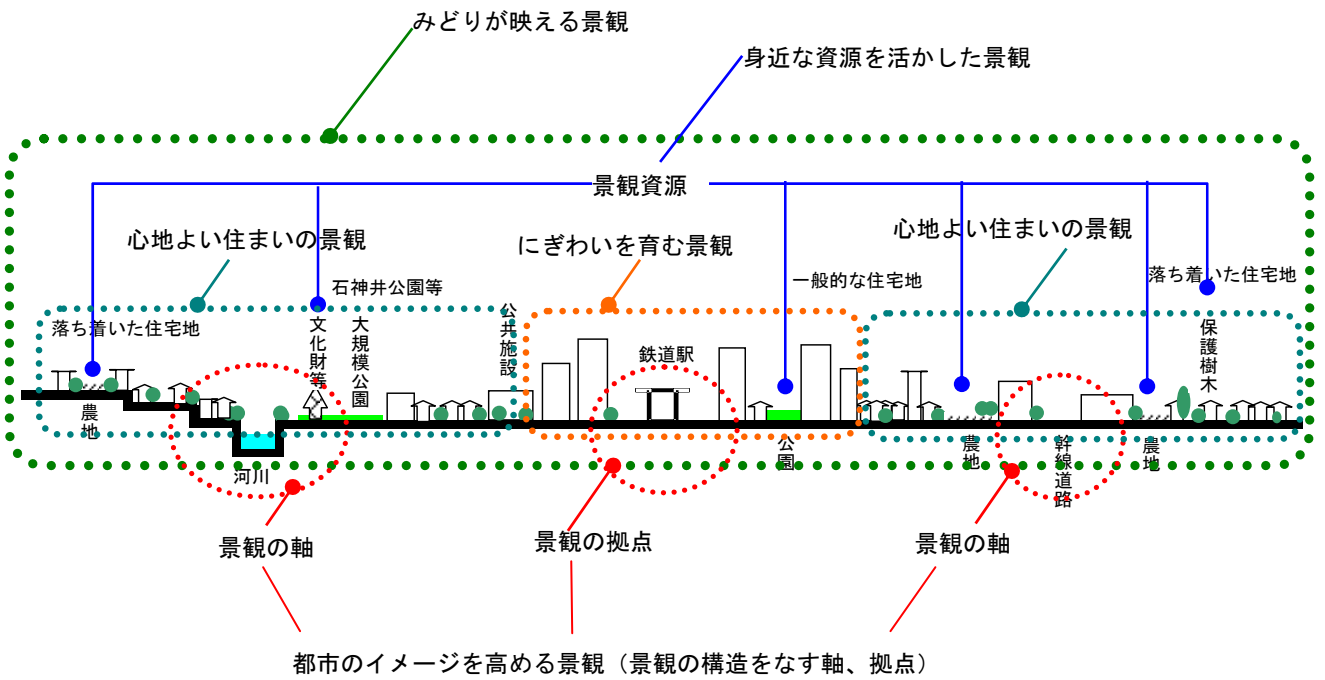 みどりが映える景観
身近な資源を活かした景観
景観資源
心地よい住まいの景観
にぎわいを育む景観
心地よい住まいの景観
石神井公園等
一般的な住宅地
落ち着いた住宅地
落ち着いた住宅地
文化財等
大規模公園
公共施設
鉄道駅
保護樹木
農地
河川
公園
農地
幹線道路
農地
景観の軸
景観の拠点
景観の軸
都市のイメージを高める景観（景観の構造をなす軸、拠点）